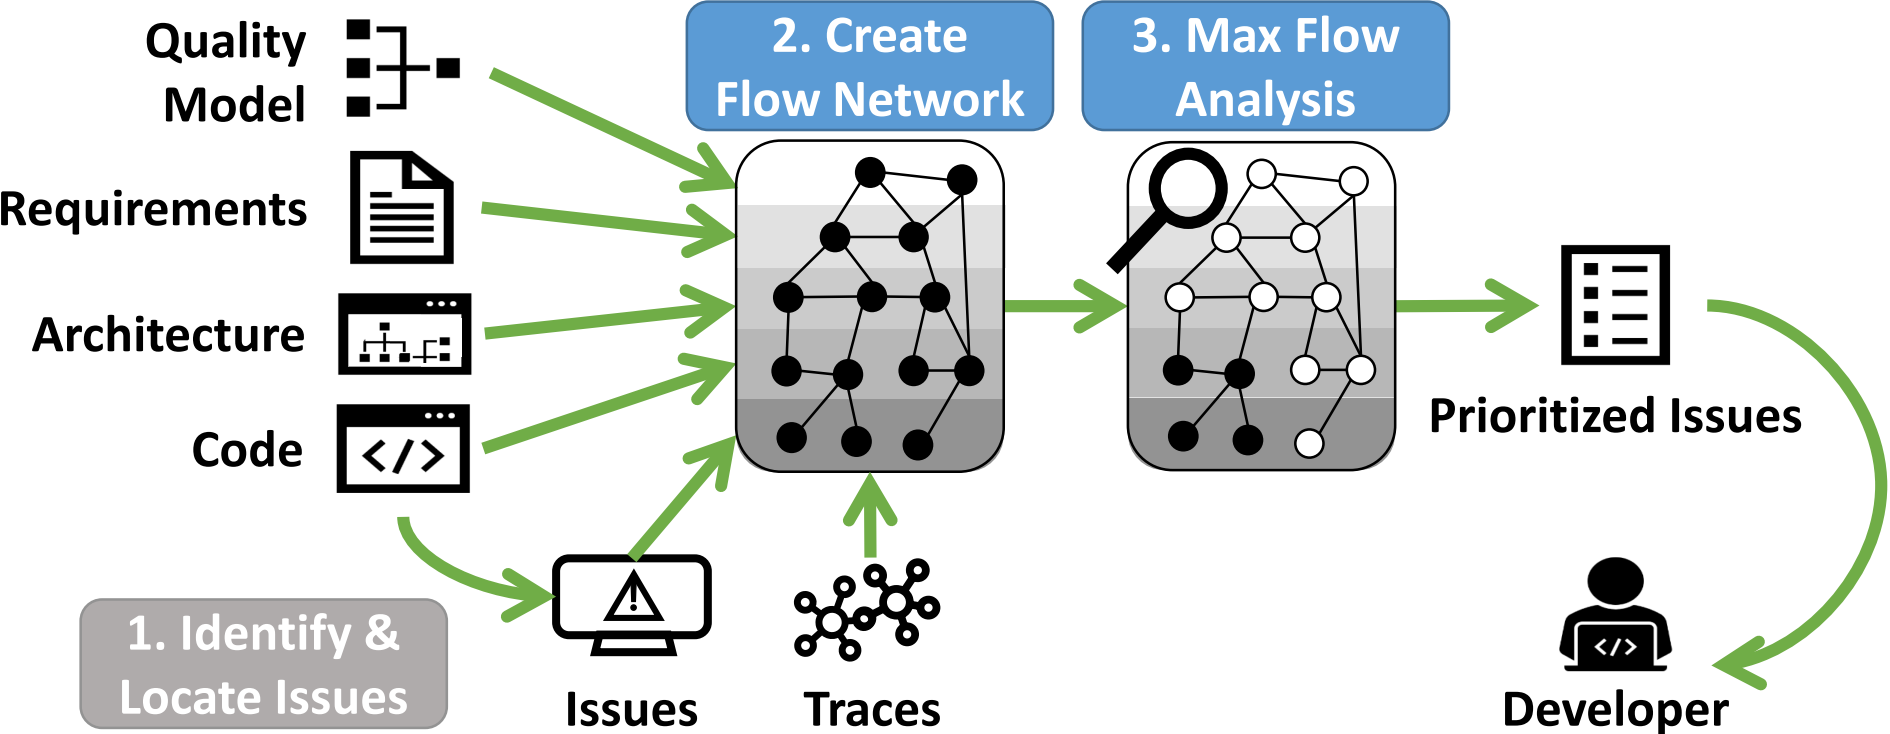 Quality
Model
Requirements
Architecture
Code
</>
1. Identify &
Locate Issues
Issues
Traces
2. Create
Flow Network
3. Max Flow
Analysis
Prioritized Issues
</>
Developer